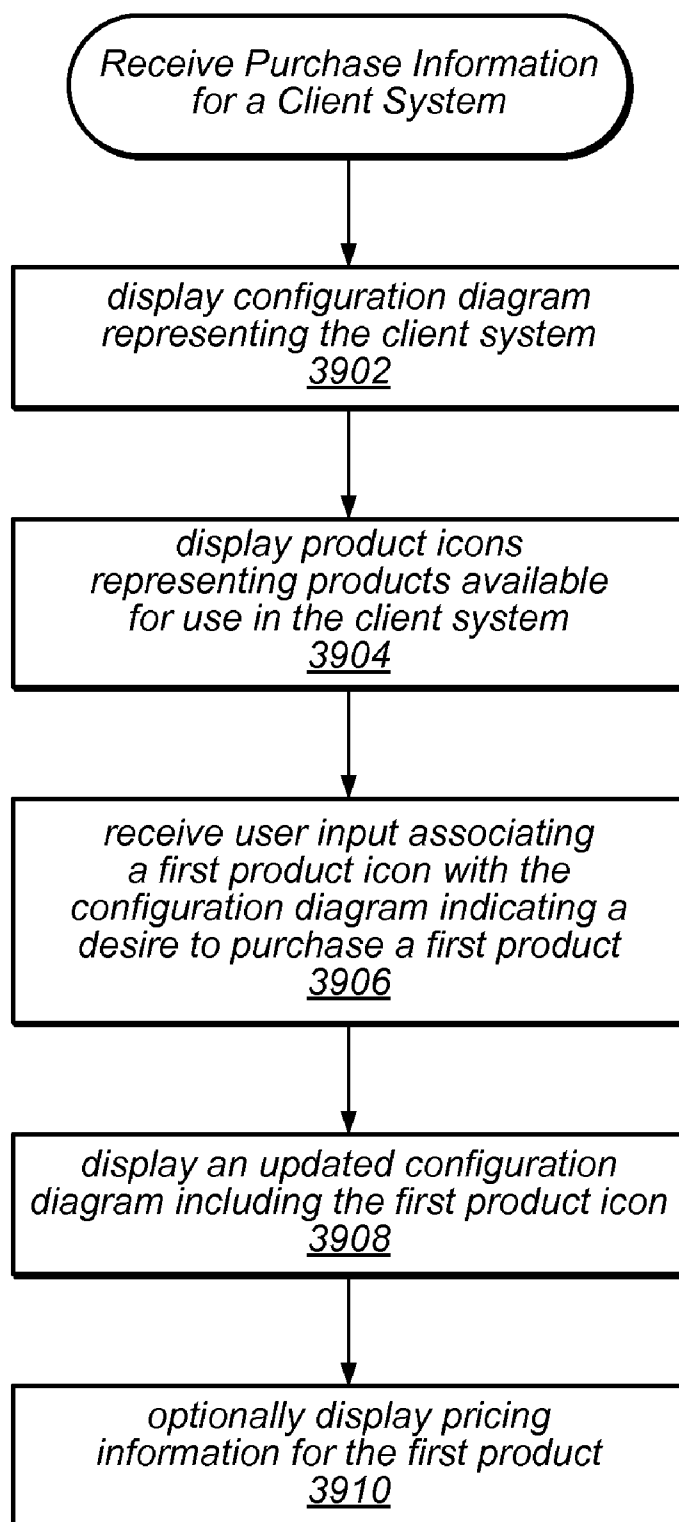 Receive Purchase Information
for a Client System
display configuration diagram
representing the client system
3902
display product icons
representing products available
for use in the client system
3904
receive user input associating
a first product icon with the
configuration diagram indicating a
desire to purchase a first product
3906
display an updated configuration
diagram including the first product icon
3908
optionally display pricing
information for the first product
3910